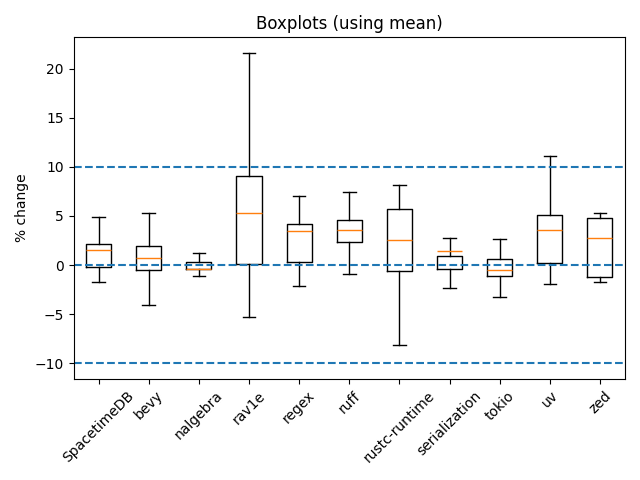 Boxplots (using mean)
% change
20
15
10
5
0
−5
−10
SpacetimeDB
bevy
nalgebra
rav1e
regex
ruff
rustc-runtime
serialization
tokio
uv
zed